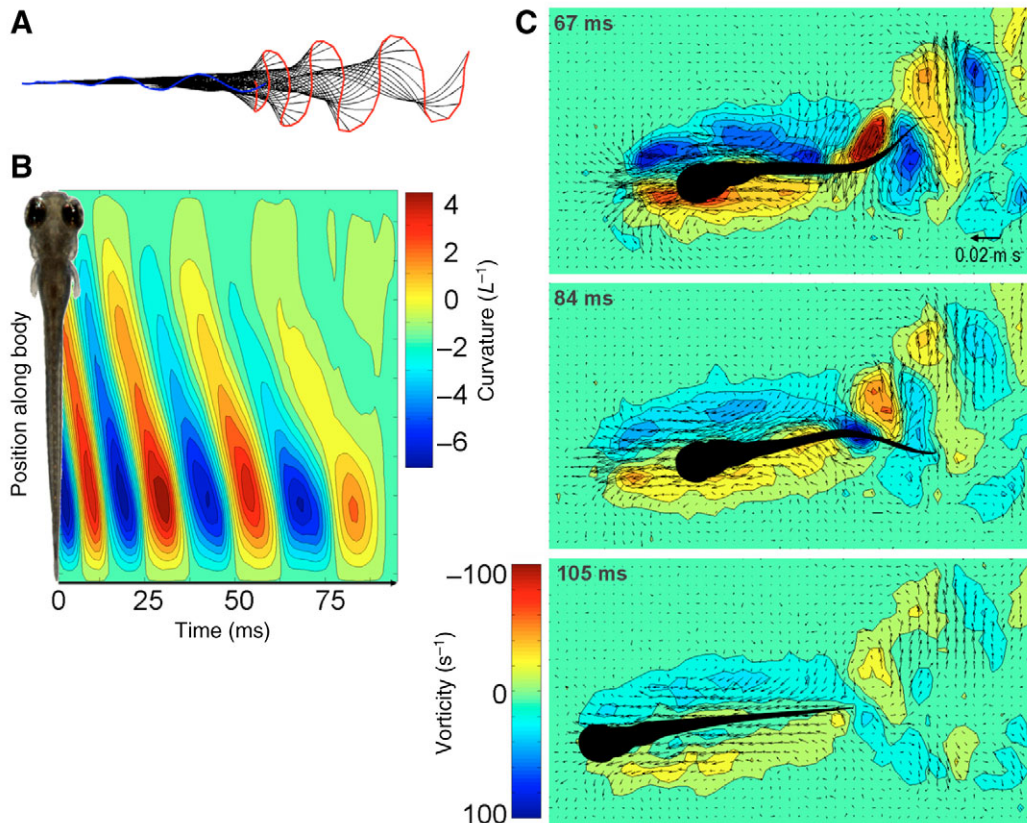 A
B
Position along body
0
25
50
75
Time (ms)
4
2
0
−2
−4
−6
Curvature (L⁻¹)
C
67 ms
0.02 m s
84 ms
105 ms
−100
0
100
Vorticity (s⁻¹)